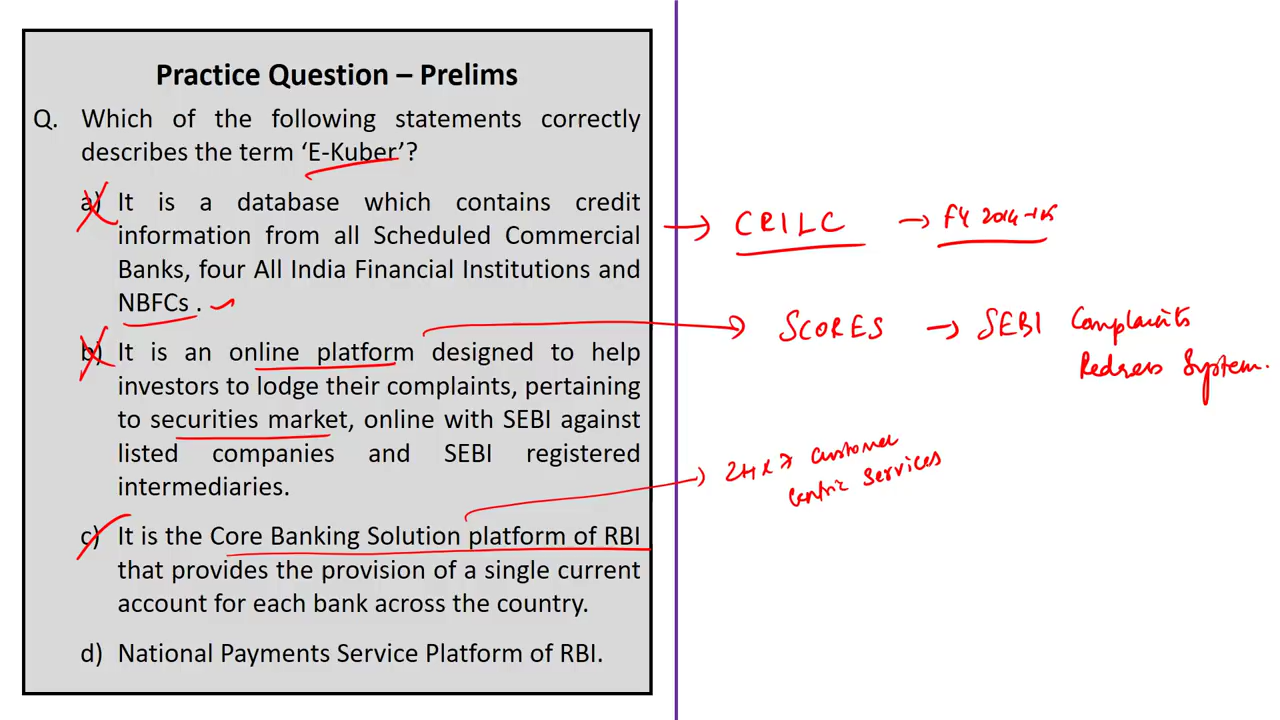 Practice Question – Prelims
Q. Which of the following statements correctly
describes the term ‘E-Kuber’?
a) It is a database which contains credit
information from all Scheduled Commercial
Banks, four All India Financial Institutions and
NBFCs .
b) It is an online platform designed to help
investors to lodge their complaints, pertaining
to securities market, online with SEBI against
listed companies and SEBI registered
intermediaries.
c) It is the Core Banking Solution platform of RBI
that provides the provision of a single current
account for each bank across the country.
d) National Payments Service Platform of RBI.
→ CRILC → FY 2014-15
SCORES → SEBI Complaints
Redress System.
24x7 Customer
Centric Services